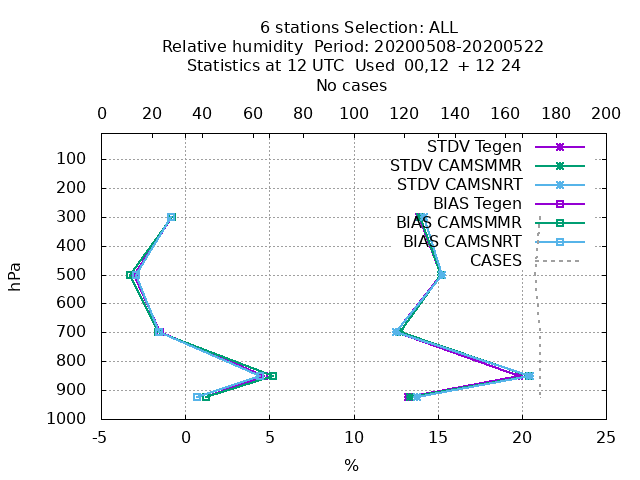 6 stations Selection: ALL
Relative humidity  Period: 20200508-20200522
Statistics at 12 UTC  Used  00,12  + 12 24
No cases
0 20 40 60 80 100 120 140 160 180 200
STDV Tegen
STDV CAMSMMR
STDV CAMSNRT
BIAS Tegen
BIAS CAMSMMR
BIAS CAMSNRT
CASES
100
200
300
400
500
600
700
800
900
1000
hPa
-5 0 5 10 15 20 25
%